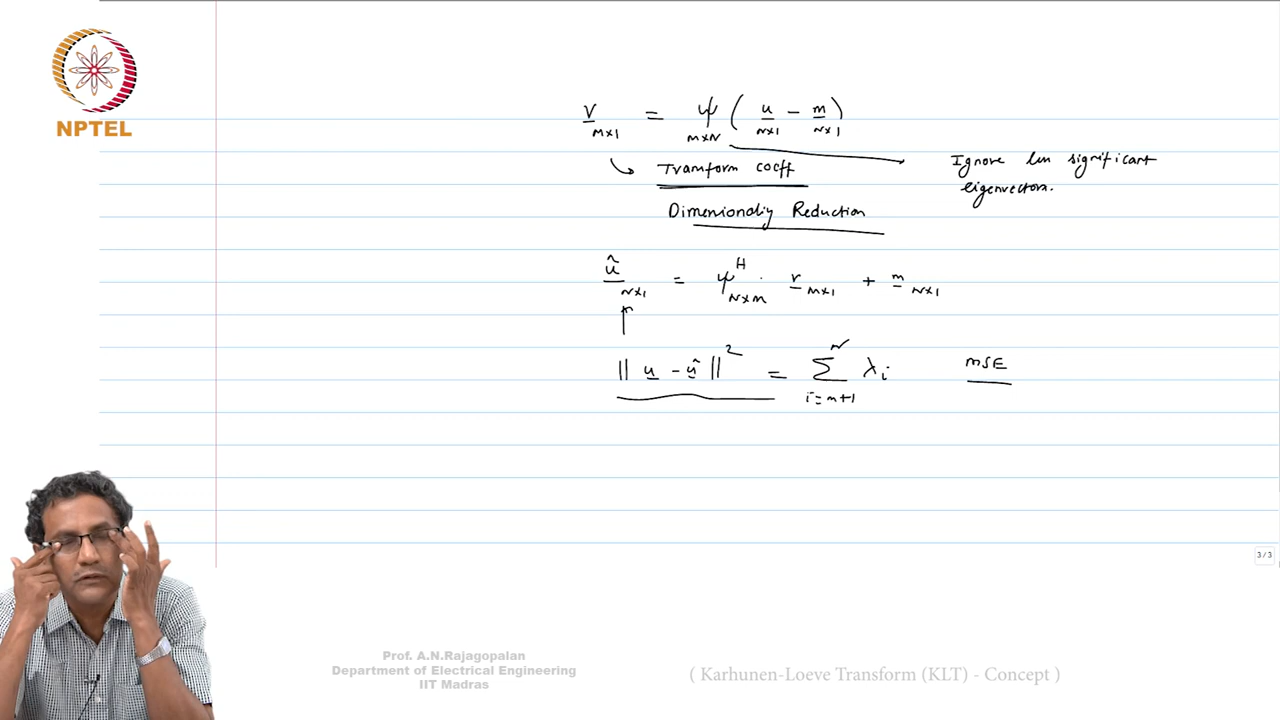 NPTEL
v m×1 = ψ m×N ( u N×1 − m N×1 )
Transform coeff
Ignore less significant
eigenvectors.
Dimensionality Reduction
û N×1 = ψ^H N×m . v m×1 + m N×1
|| u − û ||² = Σ_{i=m+1}^{N} λi MSE
3 / 3
Prof. A.N.Rajagopalan
Department of Electrical Engineering
IIT Madras
( Karhunen-Loeve Transform (KLT) - Concept )